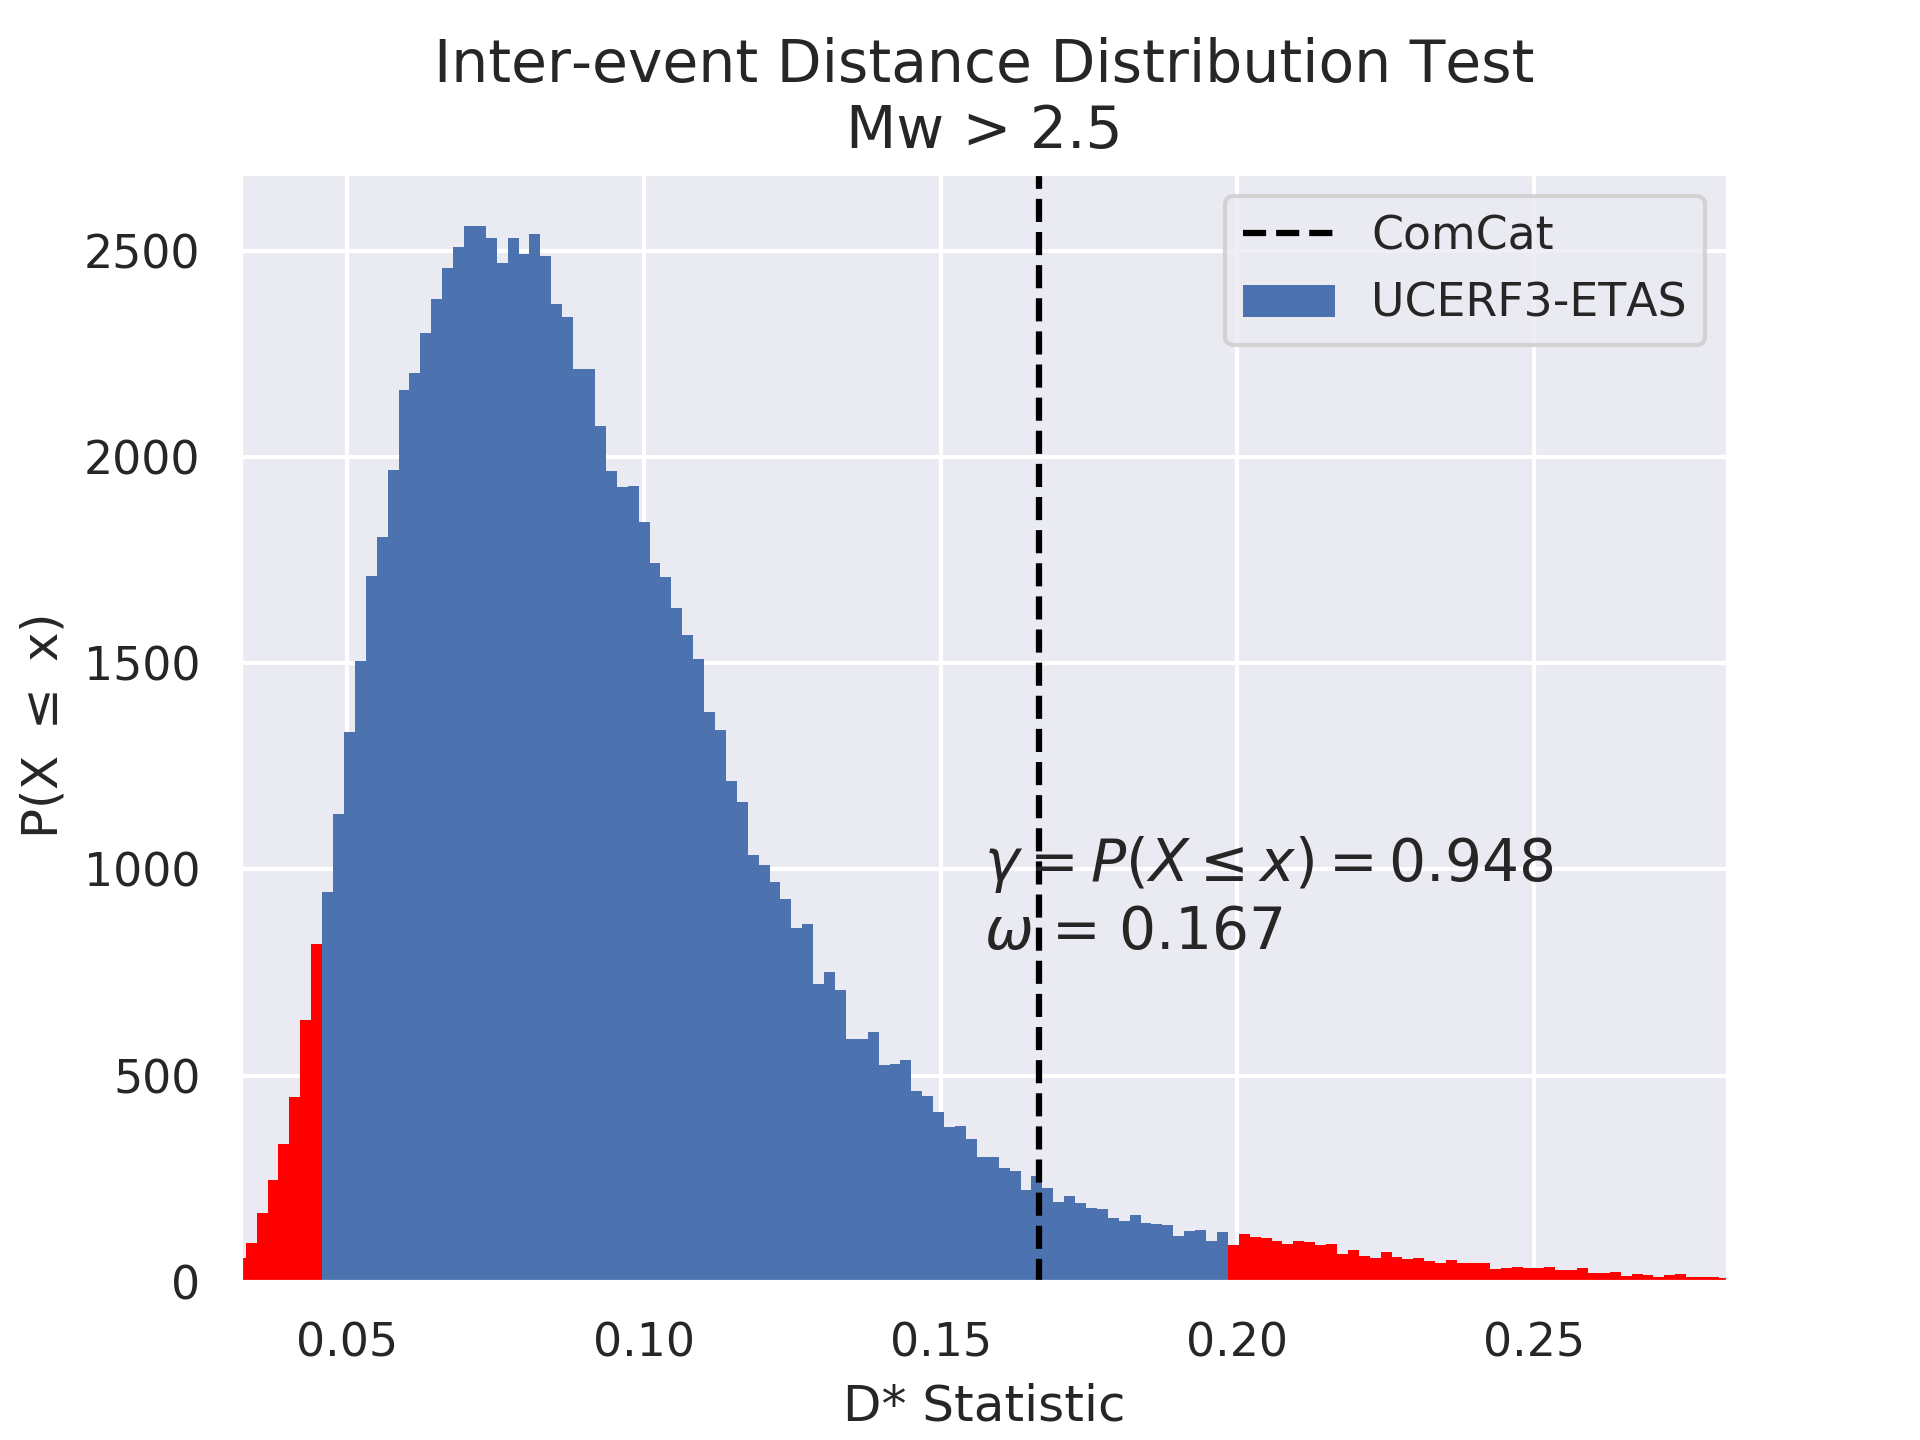 Inter-event Distance Distribution Test
Mw > 2.5
ComCat
UCERF3-ETAS
P(X ≤ x)
2500
2000
1500
1000
500
0
γ = P(X ≤ x) = 0.948
ω = 0.167
0.05 0.10 0.15 0.20 0.25
D* Statistic